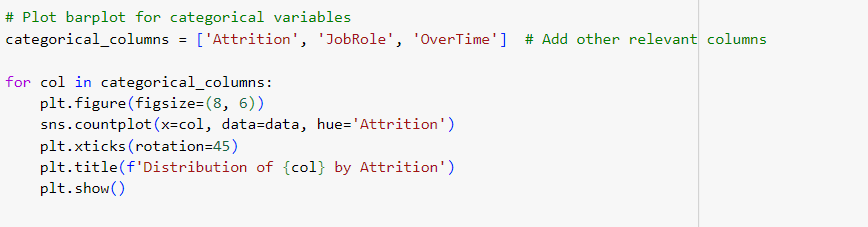 # Plot barplot for categorical variables
categorical_columns = ['Attrition', 'JobRole', 'OverTime']  # Add other relevant columns
for col in categorical_columns:
    plt.figure(figsize=(8, 6))
    sns.countplot(x=col, data=data, hue='Attrition')
    plt.xticks(rotation=45)
    plt.title(f'Distribution of {col} by Attrition')
    plt.show()